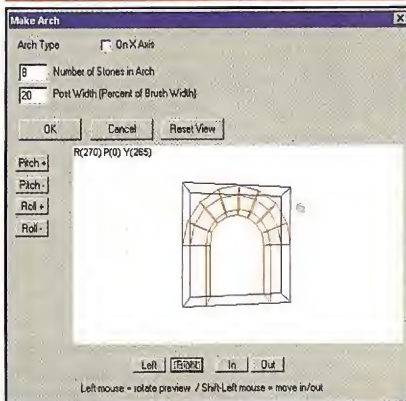 Make Arch
Arch Type On X Axis
8 Number of Stones in Arch
20 Post Width (Percent of Brush Width)
OK Cancel Reset View
Pitch +
Pitch -
Roll +
Roll -
R(270) P(0) Y(265)
Left Right In Out
Left mouse = rotate preview / Shift-Left mouse = move in/out